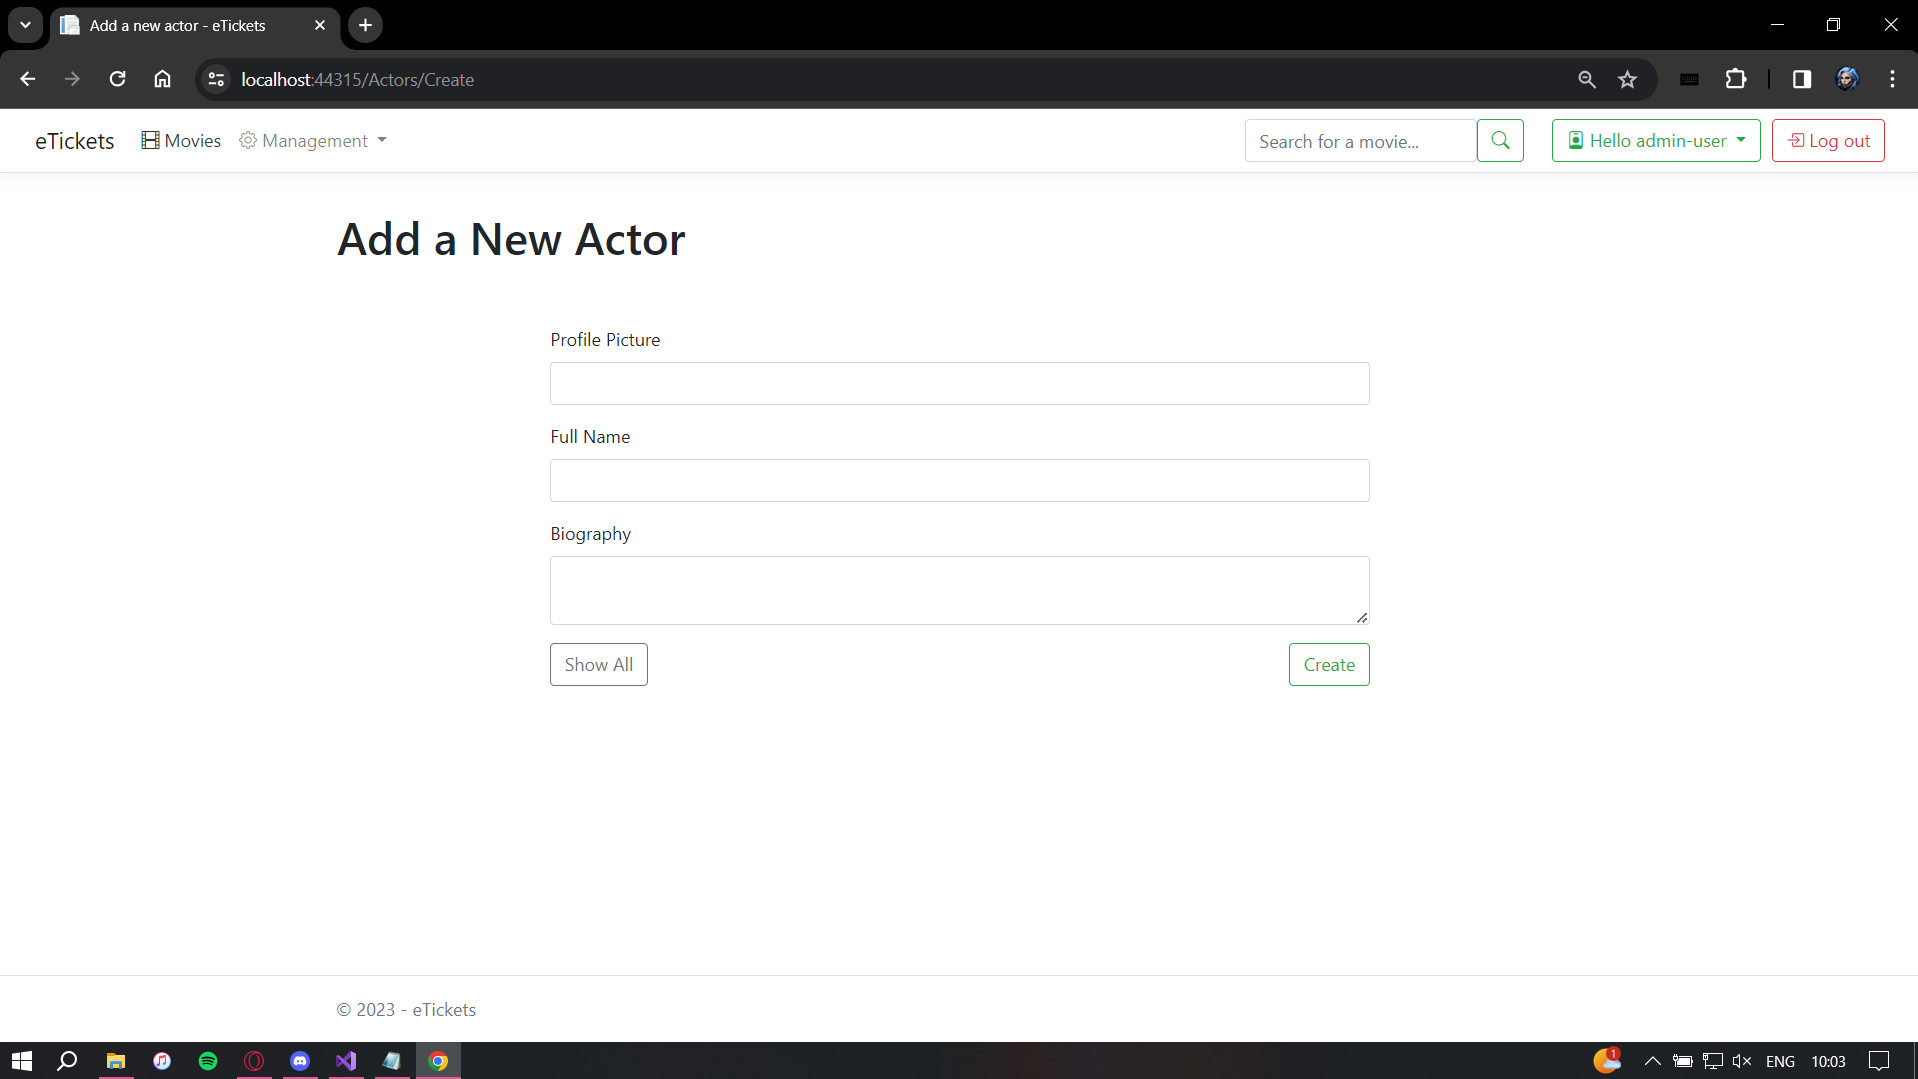 Add a new actor - eTickets
localhost:44315/Actors/Create
eTickets Movies Management Search for a movie... Hello admin-user Log out
Add a New Actor
Profile Picture
Full Name
Biography
Show All Create
© 2023 - eTickets
1 ENG 10:03